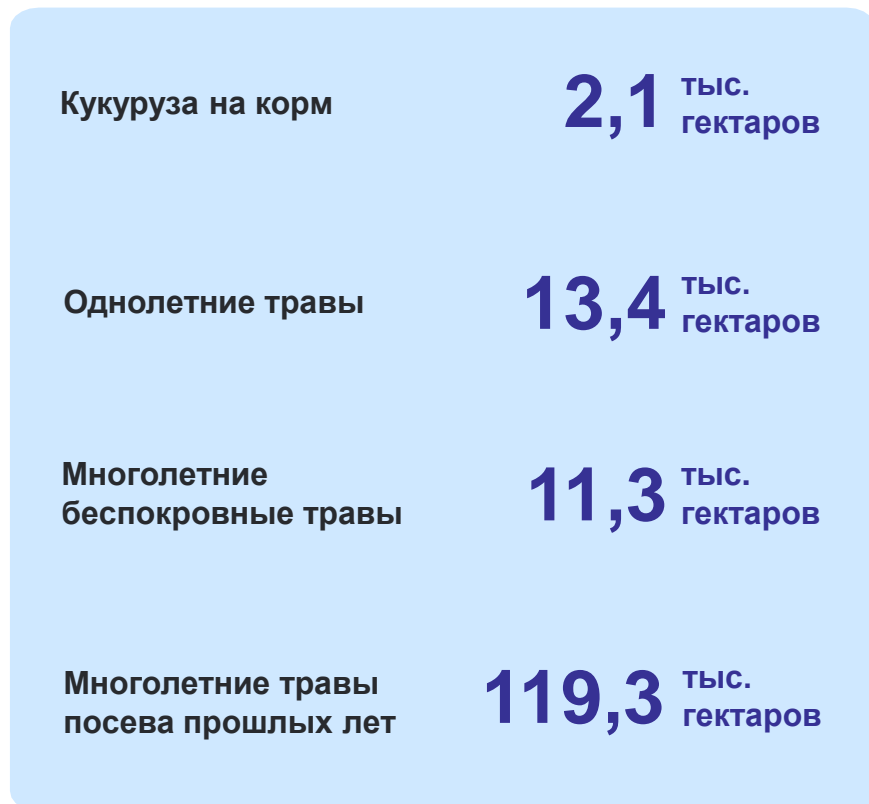 Кукуруза на корм
2,1 тыс.
гектаров
Однолетние травы
13,4 тыс.
гектаров
Многолетние
беспокровные травы
11,3 тыс.
гектаров
Многолетние травы
посева прошлых лет
119,3 тыс.
гектаров